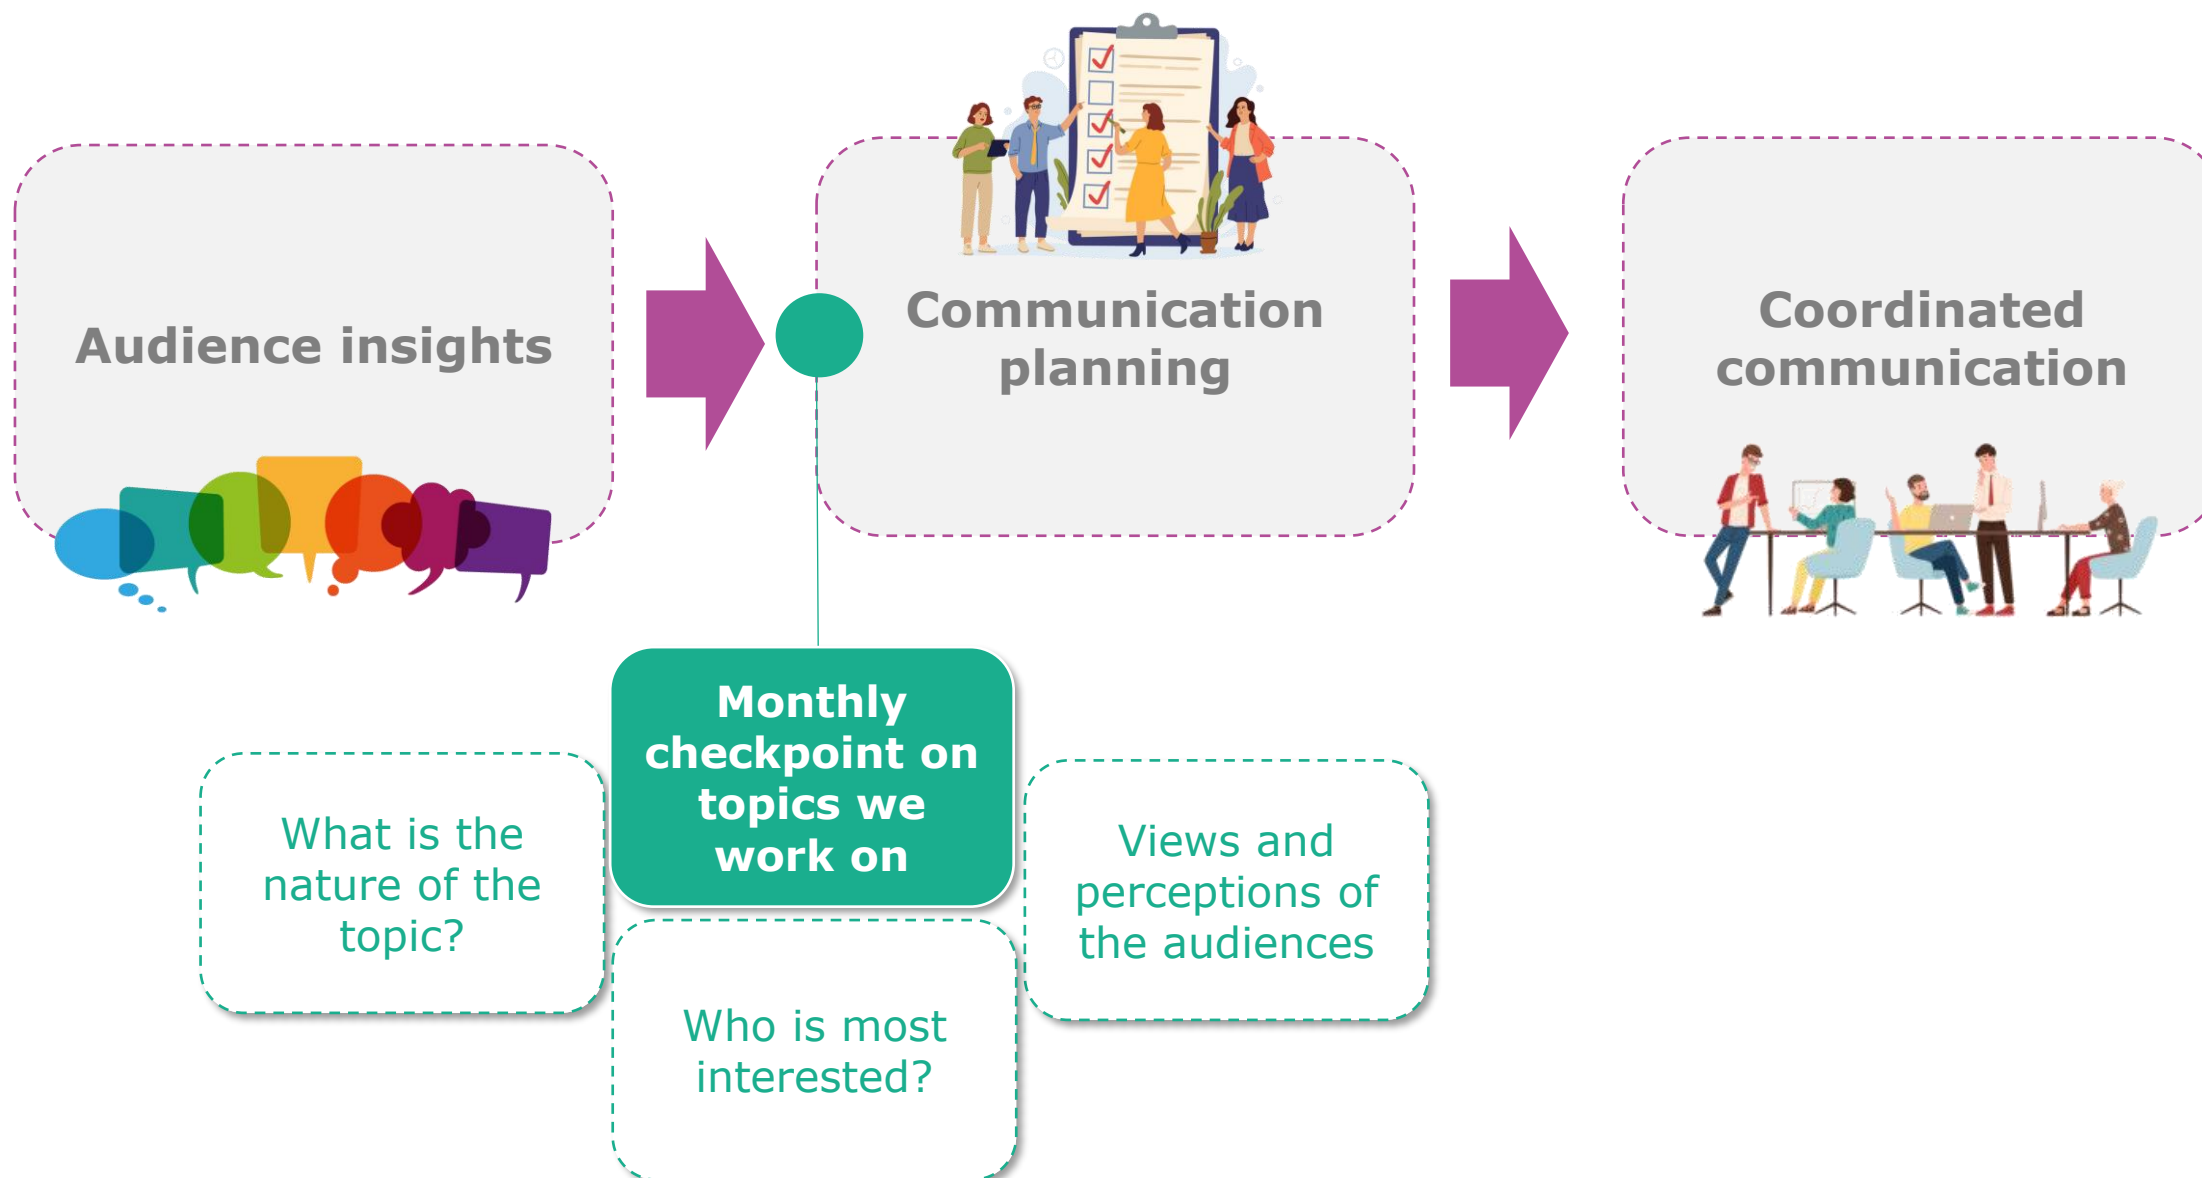 Audience insights
Communication
planning
Coordinated
communication
Monthly
checkpoint on
topics we
work on
What is the
nature of the
topic?
Who is most
interested?
Views and
perceptions of
the audiences